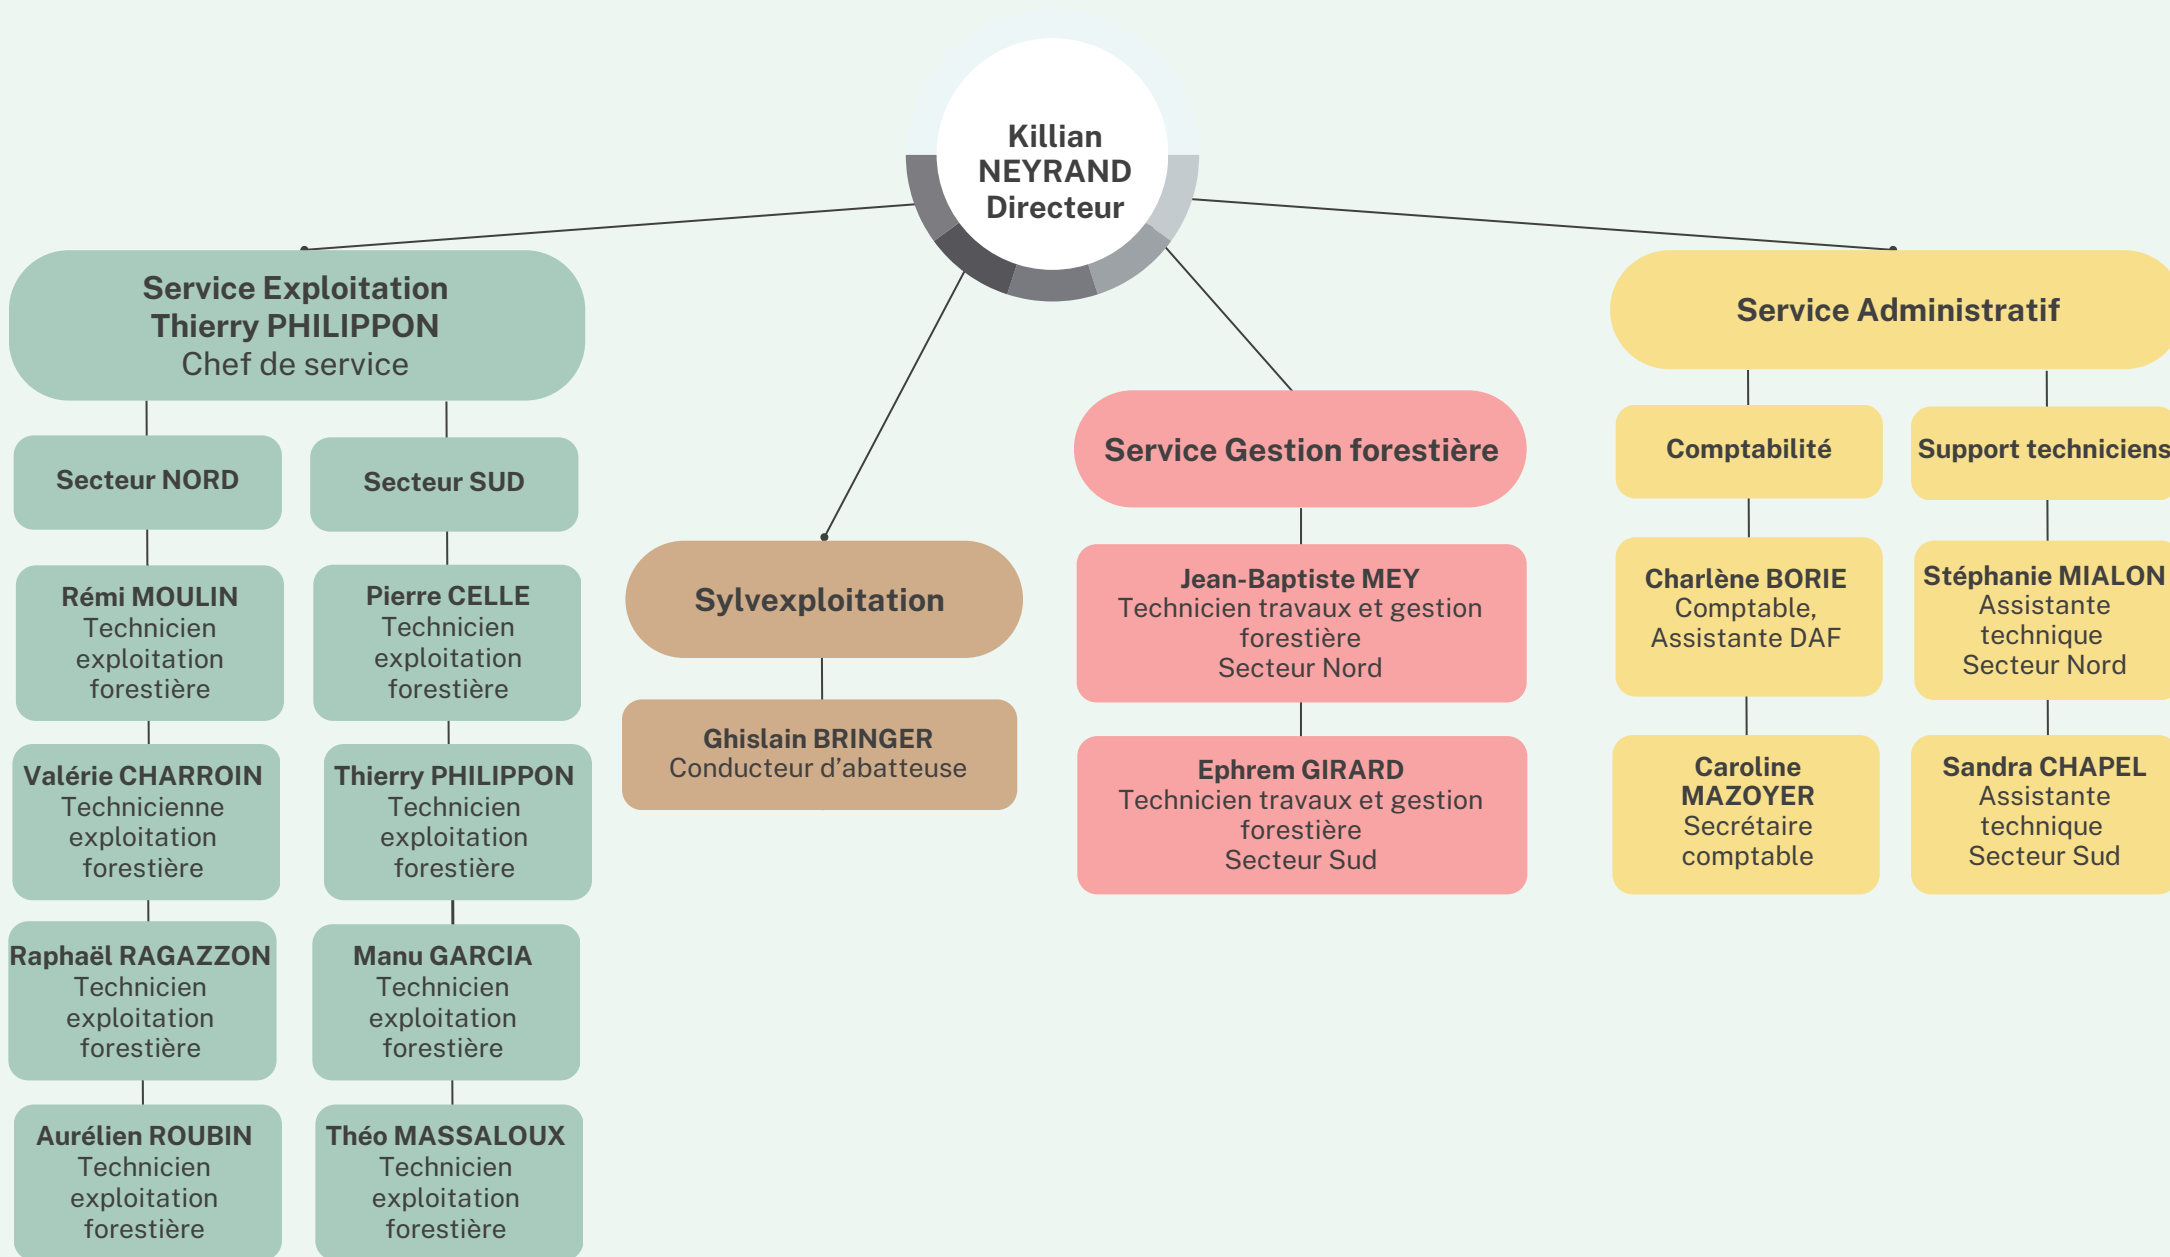 Killian
NEYRAND
Directeur
Service Exploitation
Thierry PHILIPPON
Chef de service
Secteur NORD
Rémi MOULIN
Technicien
exploitation
forestière
Valérie CHARROIN
Technicienne
exploitation
forestière
Raphaël RAGAZZON
Technicien
exploitation
forestière
Aurélien ROUBIN
Technicien
exploitation
forestière
Secteur SUD
Pierre CELLE
Technicien
exploitation
forestière
Thierry PHILIPPON
Technicien
exploitation
forestière
Manu GARCIA
Technicien
exploitation
forestière
Théo MASSALOUX
Technicien
exploitation
forestière
Sylvexploitation
Ghislain BRINGER
Conducteur d’abatteuse
Service Gestion forestière
Jean-Baptiste MEY
Technicien travaux et gestion
forestière
Secteur Nord
Ephrem GIRARD
Technicien travaux et gestion
forestière
Secteur Sud
Service Administratif
Comptabilité
Charlène BORIE
Comptable,
Assistante DAF
Caroline
MAZOYER
Secrétaire
comptable
Support techniciens
Stéphanie MIALON
Assistante
technique
Secteur Nord
Sandra CHAPEL
Assistante
technique
Secteur Sud